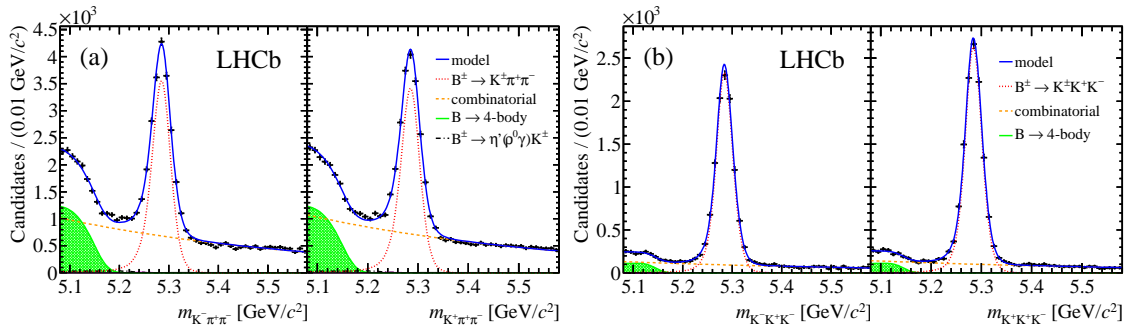 ×10³
4.5
4
3.5
3
2.5
2
1.5
1
0.5
0
Candidates / (0.01 GeV/c²)
(a)
LHCb
5.1 5.2 5.3 5.4 5.5
m_K⁻π⁺π⁻ [GeV/c²]
model
B± → K±π⁺π⁻
combinatorial
B → 4-body
B± → η'(ρ⁰γ)K±
5.1 5.2 5.3 5.4 5.5
m_K⁺π⁺π⁻ [GeV/c²]
×10³
2.5
2
1.5
1
0.5
0
Candidates / (0.01 GeV/c²)
(b)
LHCb
5.1 5.2 5.3 5.4 5.5
m_K⁻K⁺K⁻ [GeV/c²]
model
B± → K±K⁺K⁻
combinatorial
B → 4-body
5.1 5.2 5.3 5.4 5.5
m_K⁺K⁺K⁻ [GeV/c²]